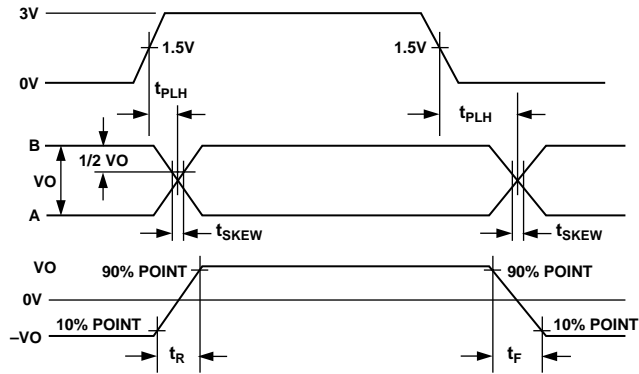 3V
1.5V
1.5V
0V
tPLH
tPLH
B
1/2 VO
VO
A
tSKEW
tSKEW
VO
90% POINT
90% POINT
0V
10% POINT
10% POINT
–VO
tR
tF